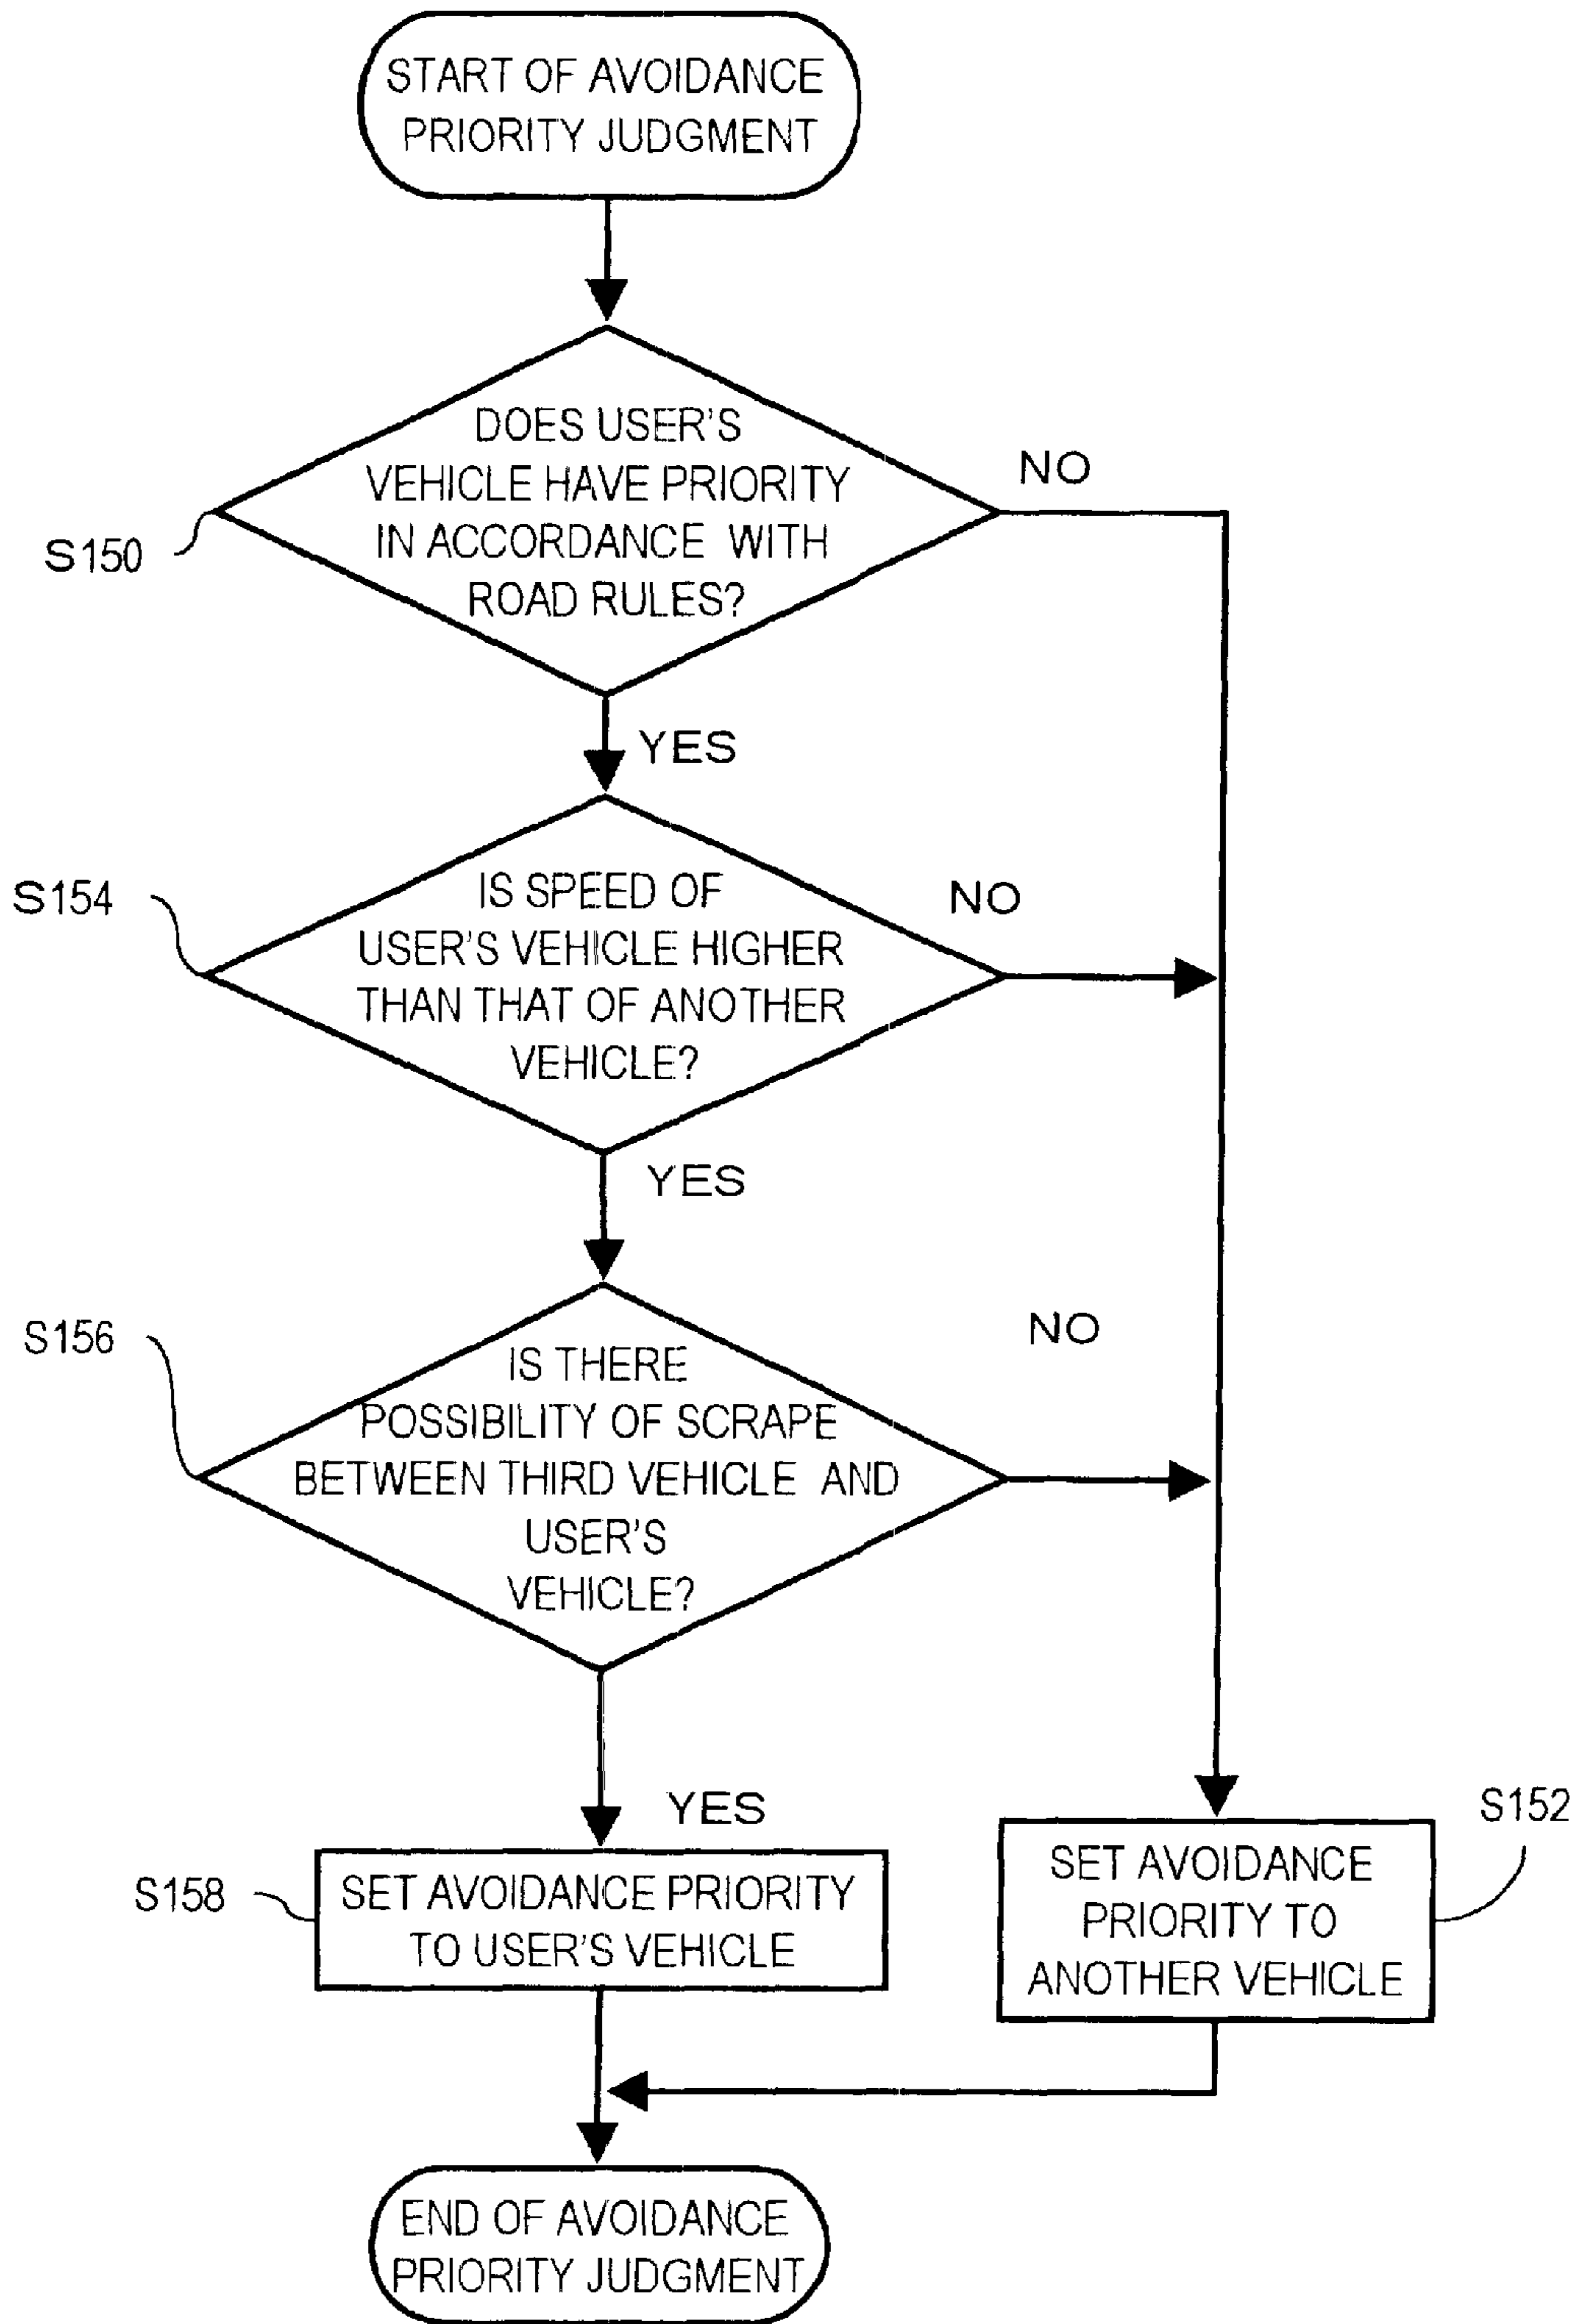 START OF AVOIDANCE
PRIORITY JUDGMENT
DOES USER'S
VEHICLE HAVE PRIORITY
IN ACCORDANCE WITH
ROAD RULES?
NO
S150
YES
IS SPEED OF
USER'S VEHICLE HIGHER
THAN THAT OF ANOTHER
VEHICLE?
NO
S154
YES
IS THERE
POSSIBILITY OF SCRAPE
BETWEEN THIRD VEHICLE AND
USER'S
VEHICLE?
NO
S156
YES
S158
SET AVOIDANCE PRIORITY
TO USER'S VEHICLE
S152
SET AVOIDANCE
PRIORITY TO
ANOTHER VEHICLE
END OF AVOIDANCE
PRIORITY JUDGMENT